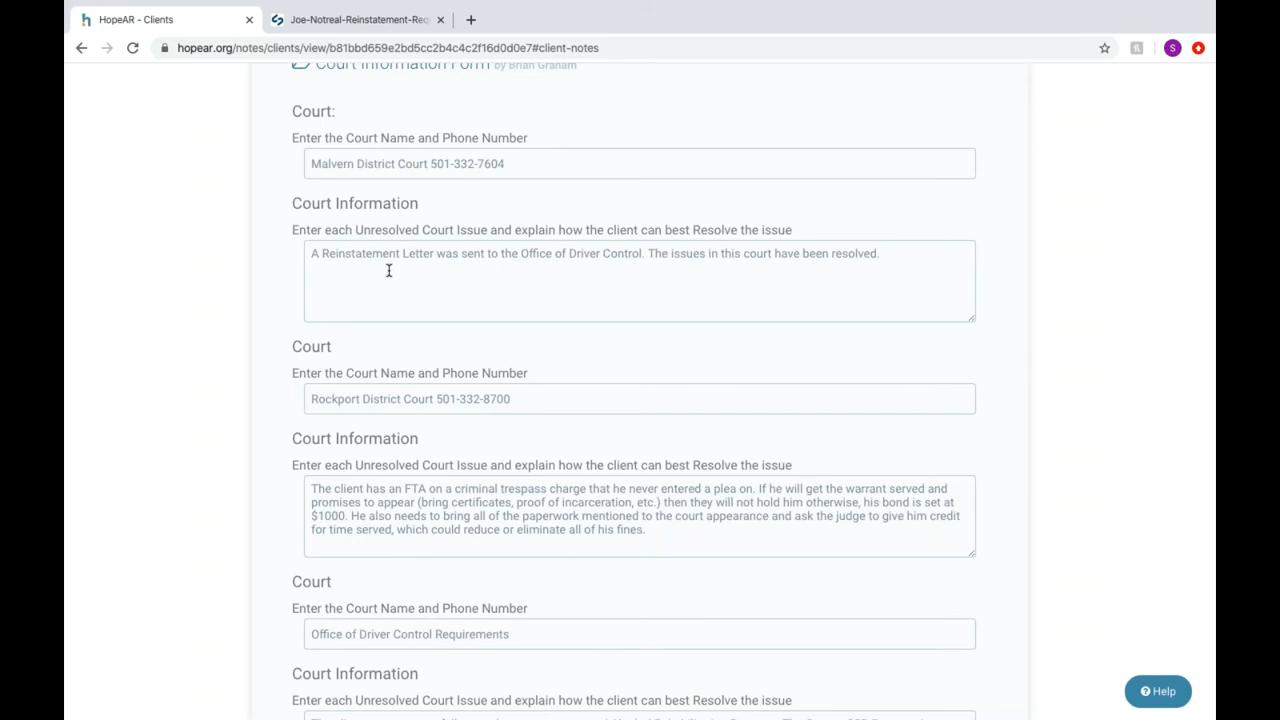 HopeAR - Clients
Joe-Notreal-Reinstatement-Req
hopear.org/notes/clients/view/b81bbd659e2bd5cc2b4c4c2f16d0d0e7#client-notes
S
Court Information Form by Brian Graham
Court:
Enter the Court Name and Phone Number
Malvern District Court 501-332-7604
Court Information
Enter each Unresolved Court Issue and explain how the client can best Resolve the issue
A Reinstatement Letter was sent to the Office of Driver Control. The issues in this court have been resolved.
Court
Enter the Court Name and Phone Number
Rockport District Court 501-332-8700
Court Information
Enter each Unresolved Court Issue and explain how the client can best Resolve the issue
The client has an FTA on a criminal trespass charge that he never entered a plea on. If he will get the warrant served and
promises to appear (bring certificates, proof of incarceration, etc.) then they will not hold him otherwise, his bond is set at
$1000. He also needs to bring all of the paperwork mentioned to the court appearance and ask the judge to give him credit
for time served, which could reduce or eliminate all of his fines.
Court
Enter the Court Name and Phone Number
Office of Driver Control Requirements
Court Information
Enter each Unresolved Court Issue and explain how the client can best Resolve the issue
Help